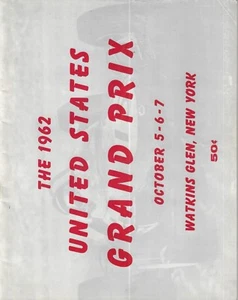 THE 1962
UNITED STATES
GRAND PRIX
OCTOBER 5-6-7
WATKINS GLEN, NEW YORK
50¢